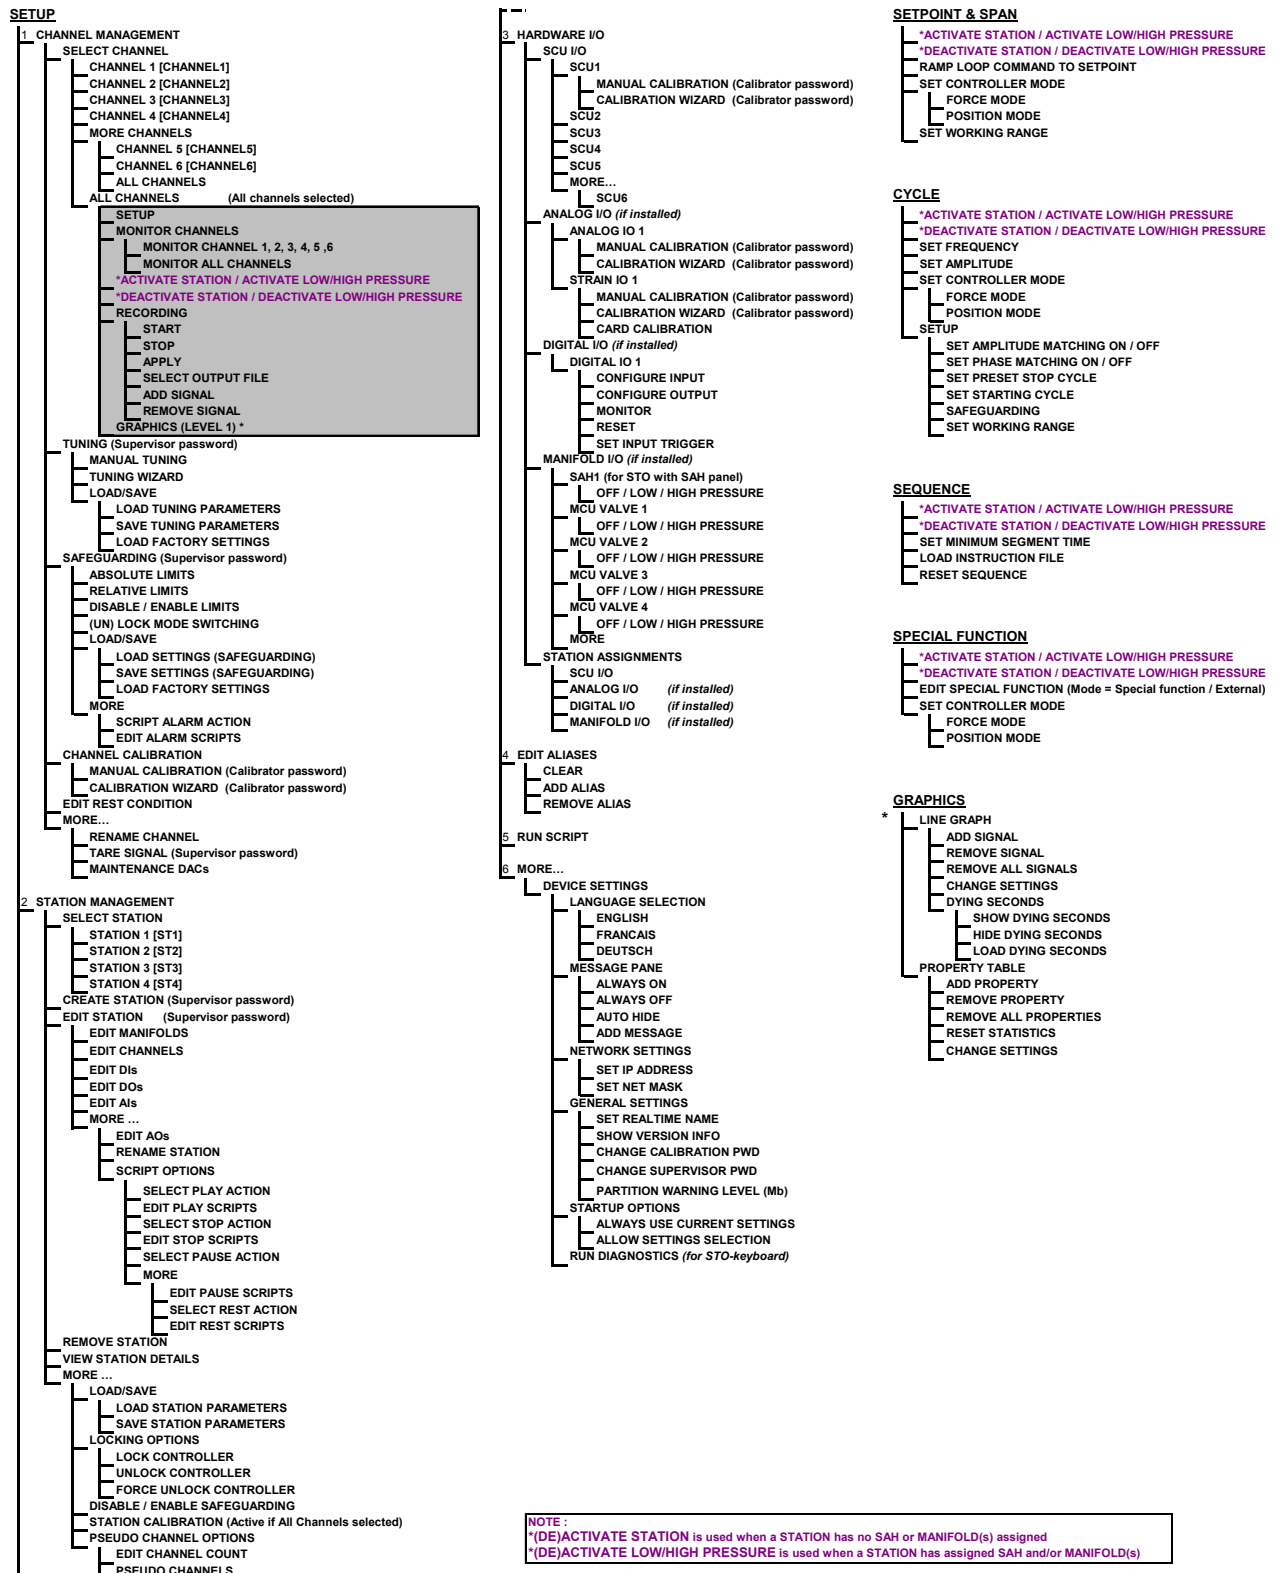 SETUP
1 CHANNEL MANAGEMENT
SELECT CHANNEL
CHANNEL 1 [CHANNEL1]
CHANNEL 2 [CHANNEL2]
CHANNEL 3 [CHANNEL3]
CHANNEL 4 [CHANNEL4]
MORE CHANNELS
CHANNEL 5 [CHANNEL5]
CHANNEL 6 [CHANNEL6]
ALL CHANNELS
ALL CHANNELS (All channels selected)
SETUP
MONITOR CHANNELS
MONITOR CHANNEL 1, 2, 3, 4, 5 ,6
MONITOR ALL CHANNELS
*ACTIVATE STATION / ACTIVATE LOW/HIGH PRESSURE
*DEACTIVATE STATION / DEACTIVATE LOW/HIGH PRESSURE
RECORDING
START
STOP
APPLY
SELECT OUTPUT FILE
ADD SIGNAL
REMOVE SIGNAL
GRAPHICS (LEVEL 1) *
TUNING (Supervisor password)
MANUAL TUNING
TUNING WIZARD
LOAD/SAVE
LOAD TUNING PARAMETERS
SAVE TUNING PARAMETERS
LOAD FACTORY SETTINGS
SAFEGUARDING (Supervisor password)
ABSOLUTE LIMITS
RELATIVE LIMITS
DISABLE / ENABLE LIMITS
(UN) LOCK MODE SWITCHING
LOAD/SAVE
LOAD SETTINGS (SAFEGUARDING)
SAVE SETTINGS (SAFEGUARDING)
LOAD FACTORY SETTINGS
MORE
SCRIPT ALARM ACTION
EDIT ALARM SCRIPTS
CHANNEL CALIBRATION
MANUAL CALIBRATION (Calibrator password)
CALIBRATION WIZARD (Calibrator password)
EDIT REST CONDITION
MORE...
RENAME CHANNEL
TARE SIGNAL (Supervisor password)
MAINTENANCE DACs
2 STATION MANAGEMENT
SELECT STATION
STATION 1 [ST1]
STATION 2 [ST2]
STATION 3 [ST3]
STATION 4 [ST4]
CREATE STATION (Supervisor password)
EDIT STATION (Supervisor password)
EDIT MANIFOLDS
EDIT CHANNELS
EDIT DIs
EDIT DOs
EDIT AIs
MORE ...
EDIT AOs
RENAME STATION
SCRIPT OPTIONS
SELECT PLAY ACTION
EDIT PLAY SCRIPTS
SELECT STOP ACTION
EDIT STOP SCRIPTS
SELECT PAUSE ACTION
MORE
EDIT PAUSE SCRIPTS
SELECT REST ACTION
EDIT REST SCRIPTS
REMOVE STATION
VIEW STATION DETAILS
MORE ...
LOAD/SAVE
LOAD STATION PARAMETERS
SAVE STATION PARAMETERS
LOCKING OPTIONS
LOCK CONTROLLER
UNLOCK CONTROLLER
FORCE UNLOCK CONTROLLER
DISABLE / ENABLE SAFEGUARDING
STATION CALIBRATION (Active if All Channels selected)
PSEUDO CHANNEL OPTIONS
EDIT CHANNEL COUNT
PSEUDO CHANNELS
3 HARDWARE I/O
SCU I/O
SCU1
MANUAL CALIBRATION (Calibrator password)
CALIBRATION WIZARD (Calibrator password)
SCU2
SCU3
SCU4
SCU5
MORE...
SCU6
ANALOG I/O (if installed)
ANALOG IO 1
MANUAL CALIBRATION (Calibrator password)
CALIBRATION WIZARD (Calibrator password)
STRAIN IO 1
MANUAL CALIBRATION (Calibrator password)
CALIBRATION WIZARD (Calibrator password)
CARD CALIBRATION
DIGITAL I/O (if installed)
DIGITAL IO 1
CONFIGURE INPUT
CONFIGURE OUTPUT
MONITOR
RESET
SET INPUT TRIGGER
MANIFOLD I/O (if installed)
SAH1 (for STO with SAH panel)
OFF / LOW / HIGH PRESSURE
MCU VALVE 1
OFF / LOW / HIGH PRESSURE
MCU VALVE 2
OFF / LOW / HIGH PRESSURE
MCU VALVE 3
OFF / LOW / HIGH PRESSURE
MCU VALVE 4
OFF / LOW / HIGH PRESSURE
MORE
STATION ASSIGNMENTS
SCU I/O
ANALOG I/O (if installed)
DIGITAL I/O (if installed)
MANIFOLD I/O (if installed)
4 EDIT ALIASES
CLEAR
ADD ALIAS
REMOVE ALIAS
5 RUN SCRIPT
6 MORE...
DEVICE SETTINGS
LANGUAGE SELECTION
ENGLISH
FRANCAIS
DEUTSCH
MESSAGE PANE
ALWAYS ON
ALWAYS OFF
AUTO HIDE
ADD MESSAGE
NETWORK SETTINGS
SET IP ADDRESS
SET NET MASK
GENERAL SETTINGS
SET REALTIME NAME
SHOW VERSION INFO
CHANGE CALIBRATION PWD
CHANGE SUPERVISOR PWD
PARTITION WARNING LEVEL (Mb)
STARTUP OPTIONS
ALWAYS USE CURRENT SETTINGS
ALLOW SETTINGS SELECTION
RUN DIAGNOSTICS (for STO-keyboard)
SETPOINT & SPAN
*ACTIVATE STATION / ACTIVATE LOW/HIGH PRESSURE
*DEACTIVATE STATION / DEACTIVATE LOW/HIGH PRESSURE
RAMP LOOP COMMAND TO SETPOINT
SET CONTROLLER MODE
FORCE MODE
POSITION MODE
SET WORKING RANGE
CYCLE
*ACTIVATE STATION / ACTIVATE LOW/HIGH PRESSURE
*DEACTIVATE STATION / DEACTIVATE LOW/HIGH PRESSURE
SET FREQUENCY
SET AMPLITUDE
SET CONTROLLER MODE
FORCE MODE
POSITION MODE
SETUP
SET AMPLITUDE MATCHING ON / OFF
SET PHASE MATCHING ON / OFF
SET PRESET STOP CYCLE
SET STARTING CYCLE
SAFEGUARDING
SET WORKING RANGE
SEQUENCE
*ACTIVATE STATION / ACTIVATE LOW/HIGH PRESSURE
*DEACTIVATE STATION / DEACTIVATE LOW/HIGH PRESSURE
SET MINIMUM SEGMENT TIME
LOAD INSTRUCTION FILE
RESET SEQUENCE
SPECIAL FUNCTION
*ACTIVATE STATION / ACTIVATE LOW/HIGH PRESSURE
*DEACTIVATE STATION / DEACTIVATE LOW/HIGH PRESSURE
EDIT SPECIAL FUNCTION (Mode = Special function / External)
SET CONTROLLER MODE
FORCE MODE
POSITION MODE
GRAPHICS
* LINE GRAPH
ADD SIGNAL
REMOVE SIGNAL
REMOVE ALL SIGNALS
CHANGE SETTINGS
DYING SECONDS
SHOW DYING SECONDS
HIDE DYING SECONDS
LOAD DYING SECONDS
PROPERTY TABLE
ADD PROPERTY
REMOVE PROPERTY
REMOVE ALL PROPERTIES
RESET STATISTICS
CHANGE SETTINGS
NOTE :
*(DE)ACTIVATE STATION is used when a STATION has no SAH or MANIFOLD(s) assigned
*(DE)ACTIVATE LOW/HIGH PRESSURE is used when a STATION has assigned SAH and/or MANIFOLD(s)